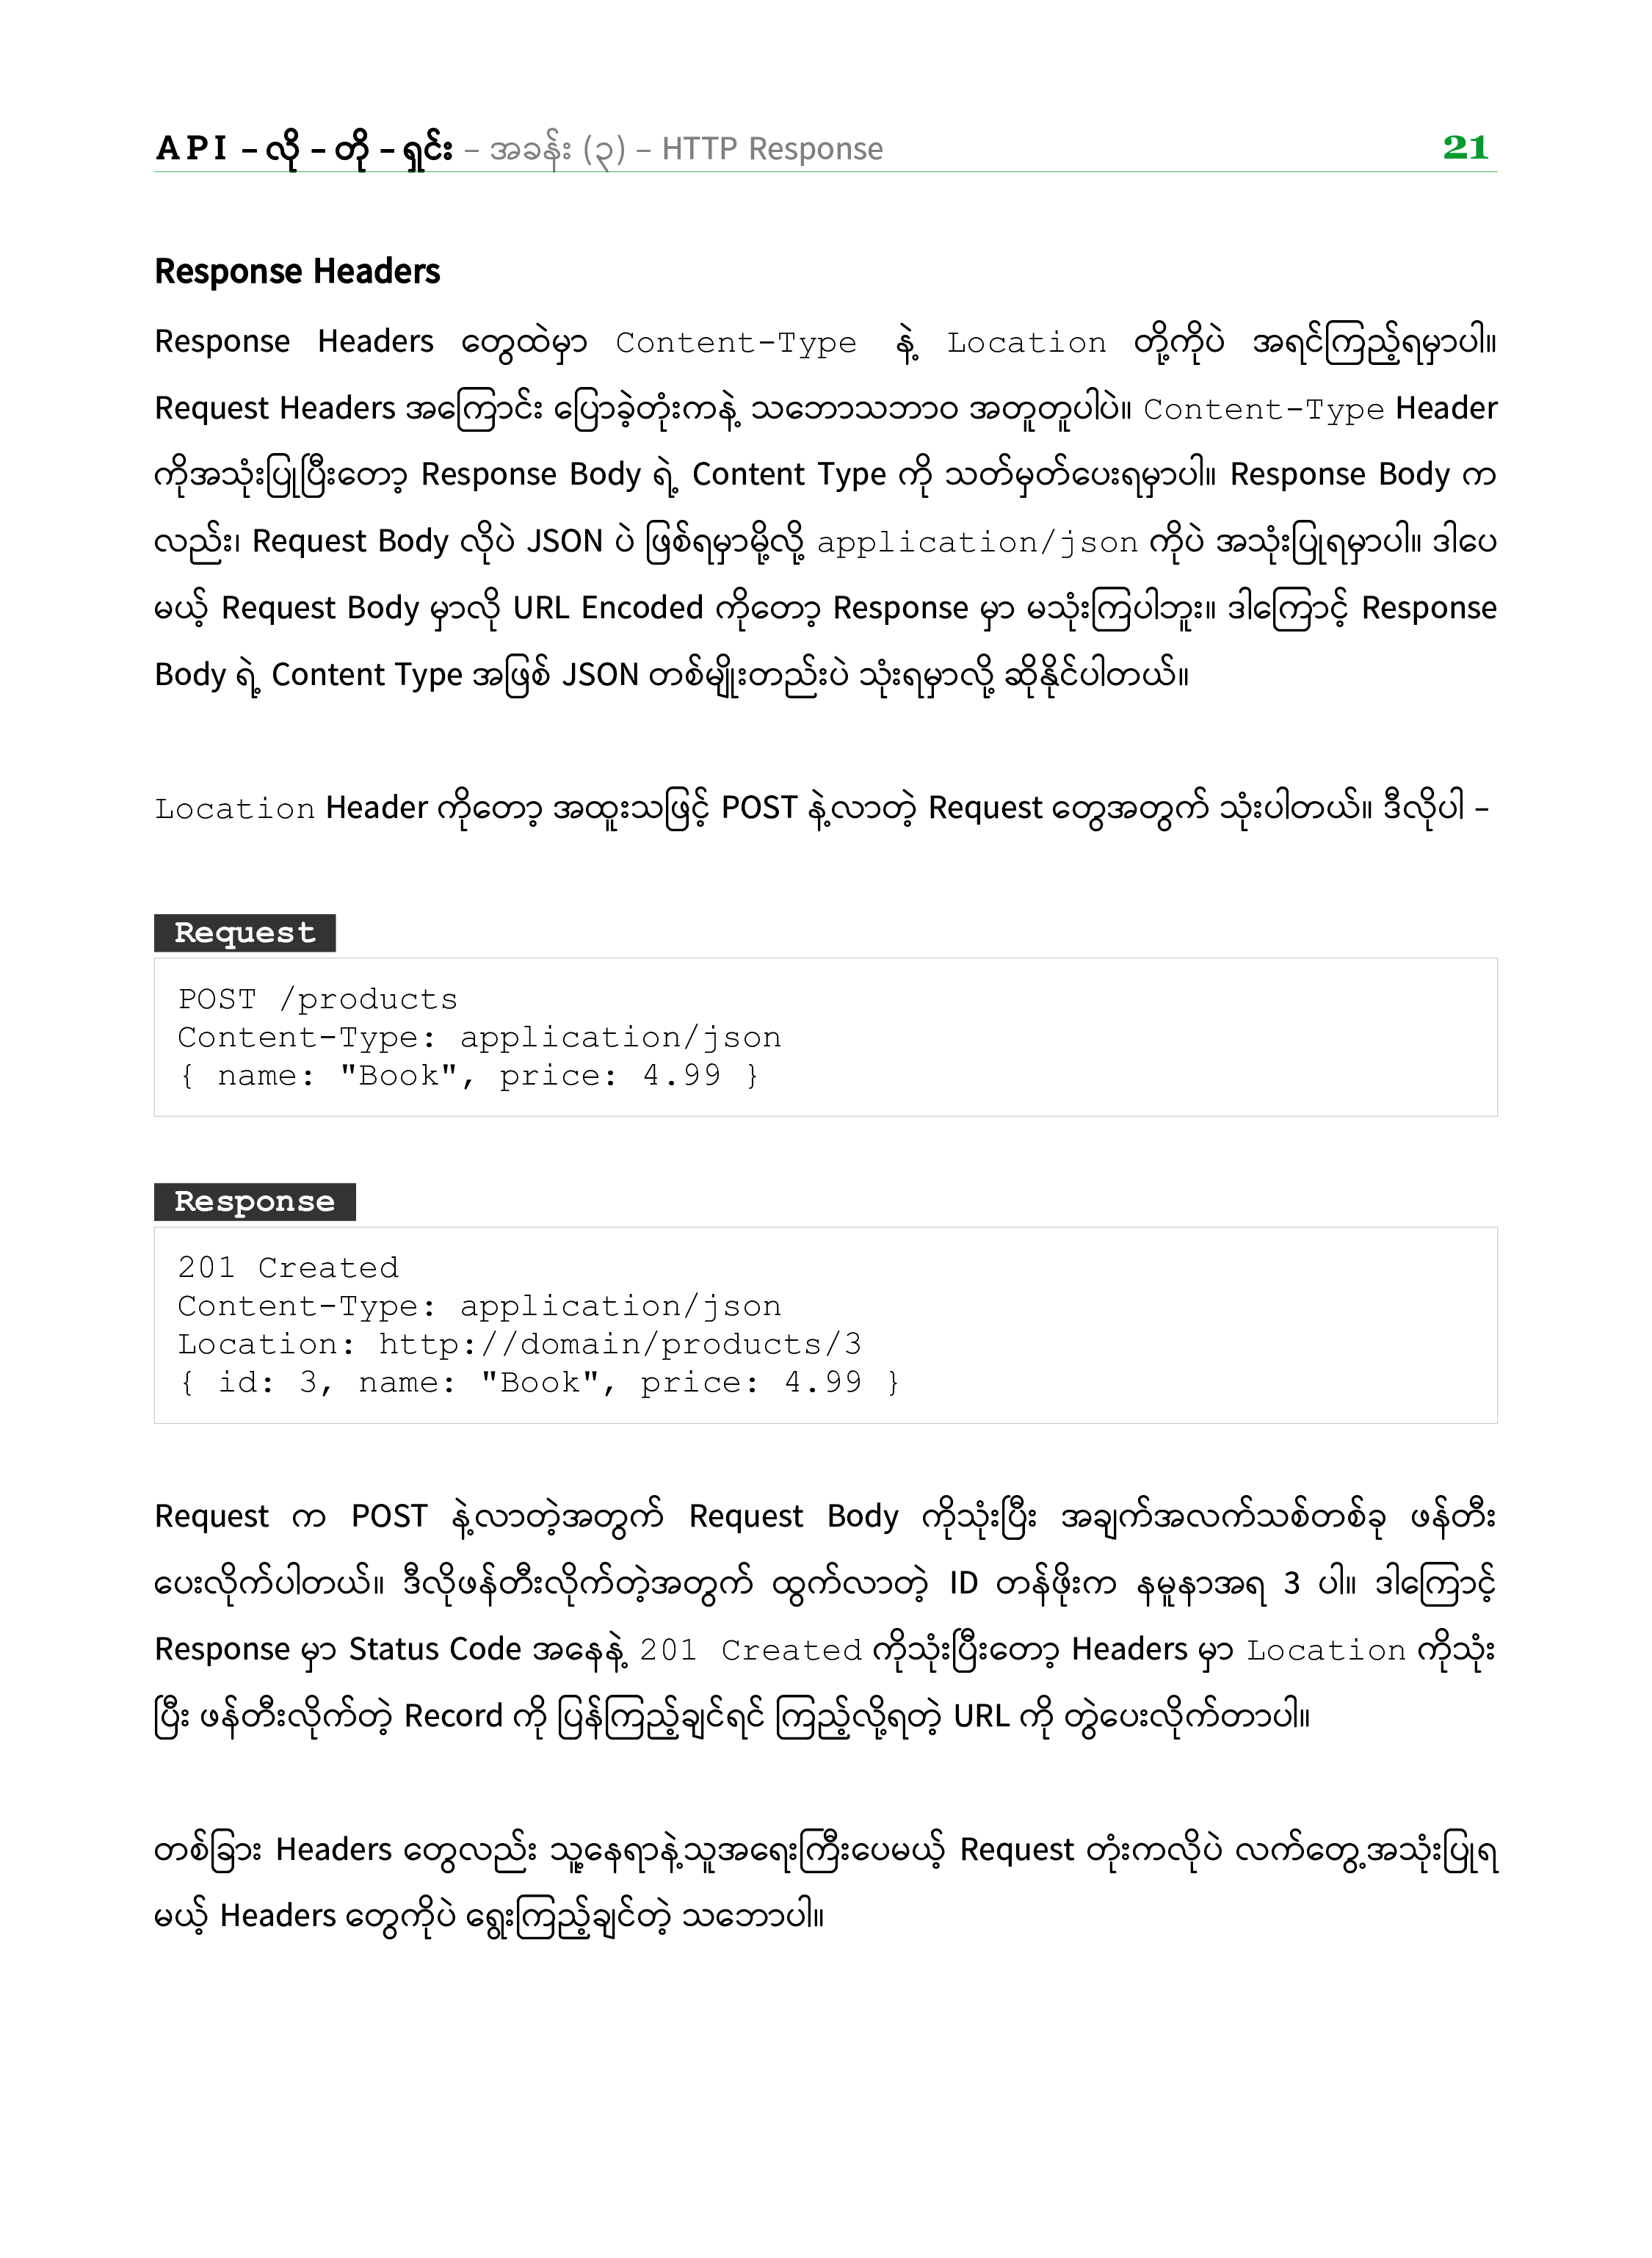 API – လို – တို – ရှင်း – အခန်း (၃) – HTTP Response 21
Response Headers
Response Headers တွေထဲမှာ Content-Type နဲ့ Location တို့ကိုပဲ အရင်ကြည့်ရမှာပါ။
Request Headers အကြောင်း ပြောခဲ့တုံးကနဲ့ သဘောသဘာဝ အတူတူပါပဲ။ Content-Type Header
ကိုအသုံးပြုပြီးတော့ Response Body ရဲ့ Content Type ကို သတ်မှတ်ပေးရမှာပါ။ Response Body က
လည်း၊ Request Body လိုပဲ JSON ပဲ ဖြစ်ရမှာမို့လို့ application/json ကိုပဲ အသုံးပြုရမှာပါ။ ဒါပေ
မယ့် Request Body မှာလို URL Encoded ကိုတော့ Response မှာ မသုံးကြပါဘူး။ ဒါကြောင့် Response
Body ရဲ့ Content Type အဖြစ် JSON တစ်မျိုးတည်းပဲ သုံးရမှာလို့ ဆိုနိုင်ပါတယ်။
Location Header ကိုတော့ အထူးသဖြင့် POST နဲ့လာတဲ့ Request တွေအတွက် သုံးပါတယ်။ ဒီလိုပါ –
Request
POST /products
Content-Type: application/json
{ name: "Book", price: 4.99 }
Response
201 Created
Content-Type: application/json
Location: http://domain/products/3
{ id: 3, name: "Book", price: 4.99 }
Request က POST နဲ့လာတဲ့အတွက် Request Body ကိုသုံးပြီး အချက်အလက်သစ်တစ်ခု ဖန်တီး
ပေးလိုက်ပါတယ်။ ဒီလိုဖန်တီးလိုက်တဲ့အတွက် ထွက်လာတဲ့ ID တန်ဖိုးက နမူနာအရ 3 ပါ။ ဒါကြောင့်
Response မှာ Status Code အနေနဲ့ 201 Created ကိုသုံးပြီးတော့ Headers မှာ Location ကိုသုံး
ပြီး ဖန်တီးလိုက်တဲ့ Record ကို ပြန်ကြည့်ချင်ရင် ကြည့်လို့ရတဲ့ URL ကို တွဲပေးလိုက်တာပါ။
တစ်ခြား Headers တွေလည်း သူ့နေရာနဲ့သူအရေးကြီးပေမယ့် Request တုံးကလိုပဲ လက်တွေ့အသုံးပြုရ
မယ့် Headers တွေကိုပဲ ရွေးကြည့်ချင်တဲ့ သဘောပါ။